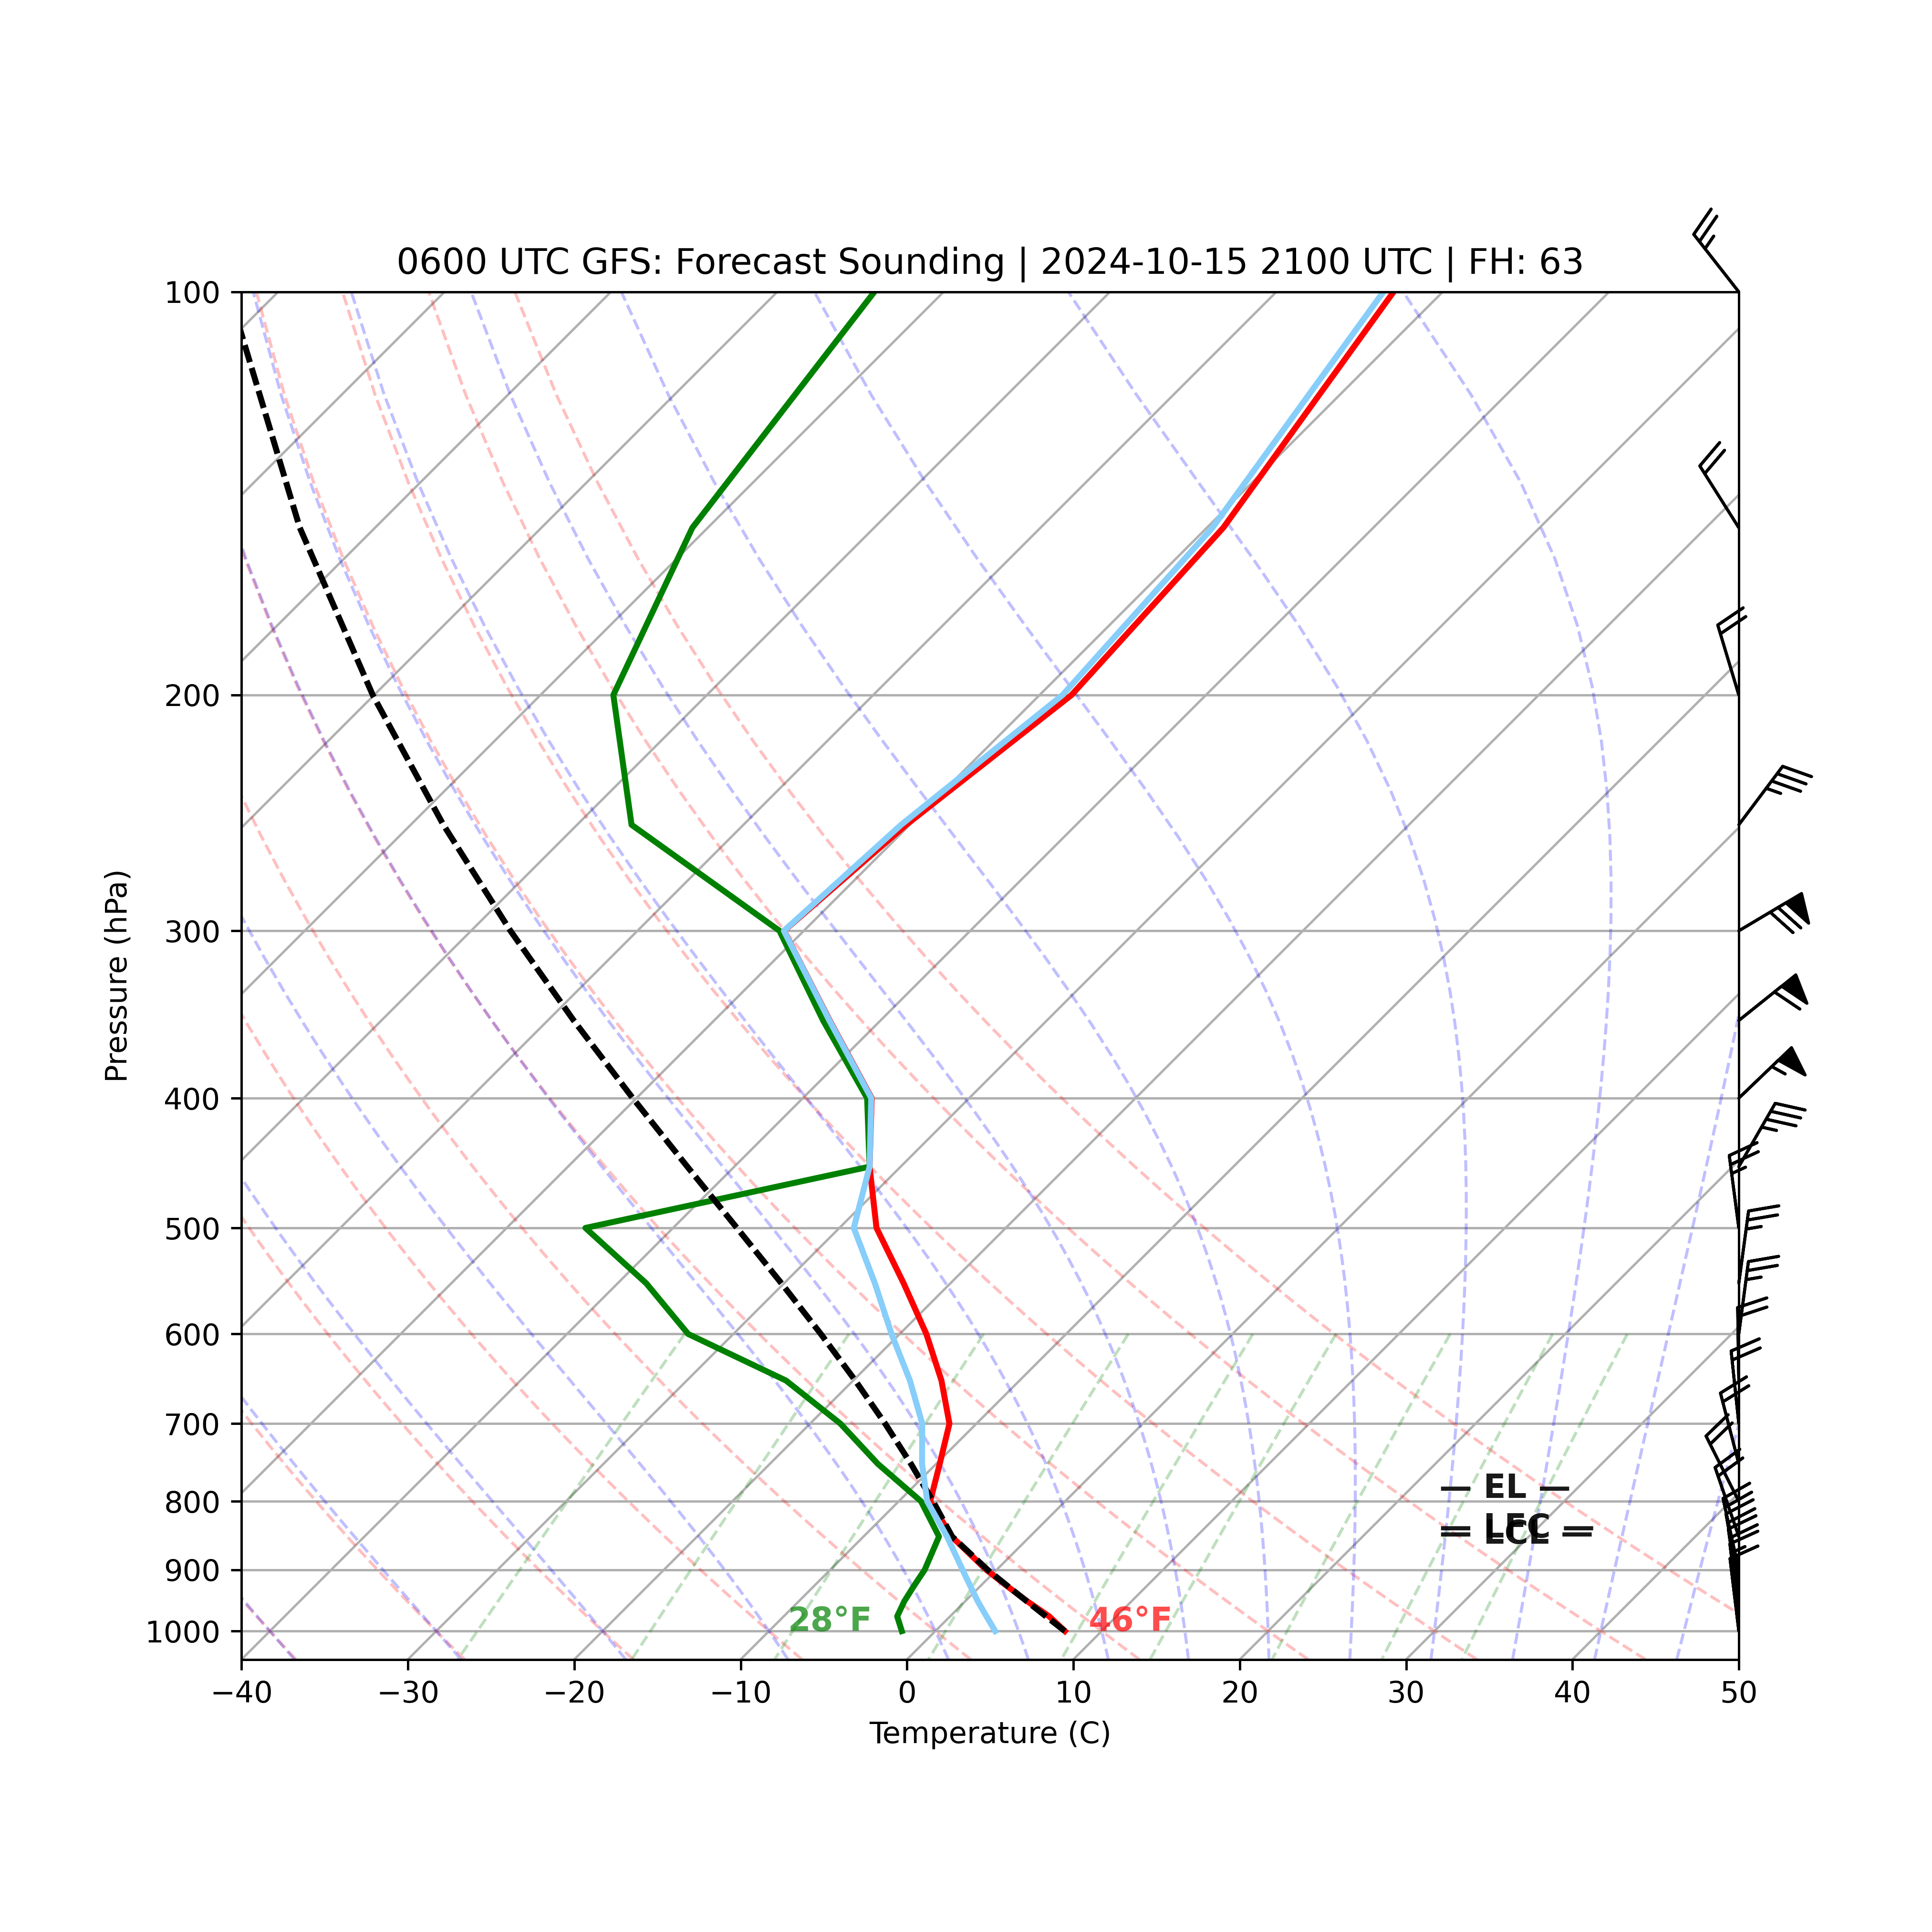 0600 UTC GFS: Forecast Sounding | 2024-10-15 2100 UTC | FH: 63
100
200
300
400
500
600
700
800
900
1000
Pressure (hPa)
— EL —
— LFC —
— LCL —
28°F
46°F
−40 −30 −20 −10 0 10 20 30 40 50
Temperature (C)